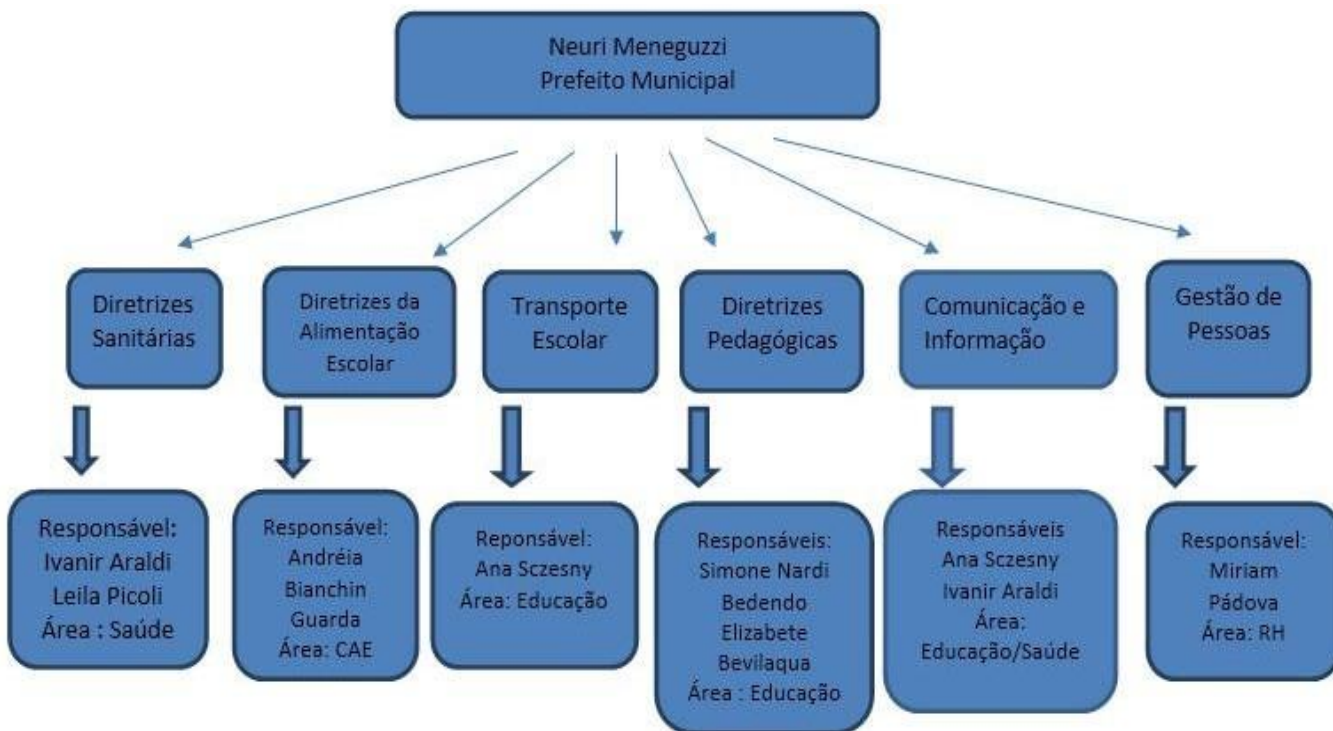 Neuri Meneguzzi
Prefeito Municipal
Diretrizes
Sanitárias
Diretrizes da
Alimentação
Escolar
Transporte
Escolar
Diretrizes
Pedagógicas
Comunicação e
Informação
Gestão de
Pessoas
Responsável:
Ivanir Araldi
Leila Picoli
Área : Saúde
Responsável:
Andréia
Bianchin
Guarda
Área: CAE
Reponsável:
Ana Sczesny
Área: Educação
Responsáveis:
Simone Nardi
Bedendo
Elizabete
Bevilaqua
Área : Educação
Responsáveis
Ana Sczesny
Ivanir Araldi
Área:
Educação/Saúde
Responsável:
Miriam
Pádova
Área: RH